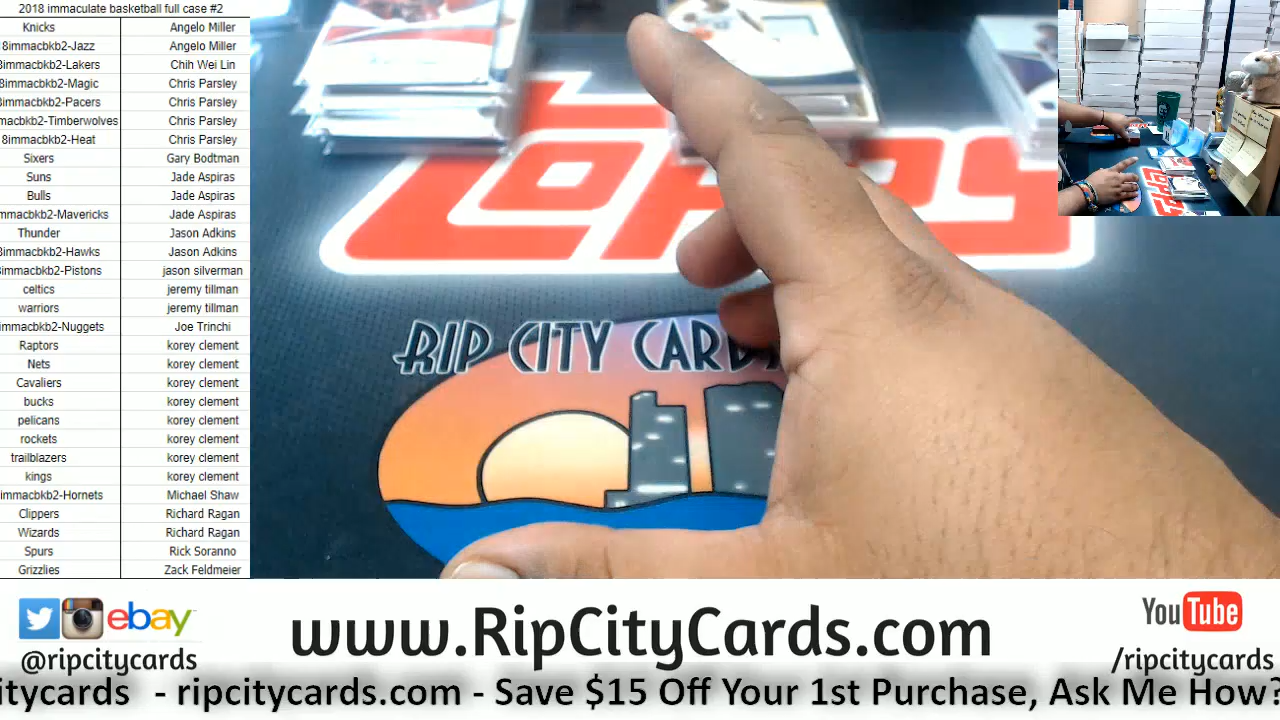 2018 immaculate basketball full case #2
Knicks Angelo Miller
8immacbkb2-Jazz Angelo Miller
8immacbkb2-Lakers Chih Wei Lin
8immacbkb2-Magic Chris Parsley
8immacbkb2-Pacers Chris Parsley
macbkb2-Timberwolves Chris Parsley
8immacbkb2-Heat Chris Parsley
Sixers Gary Bodtman
Suns Jade Aspiras
Bulls Jade Aspiras
mmacbkb2-Mavericks Jade Aspiras
Thunder Jason Adkins
8immacbkb2-Hawks Jason Adkins
8immacbkb2-Pistons jason silverman
celtics jeremy tillman
warriors jeremy tillman
immacbkb2-Nuggets Joe Trinchi
Raptors korey clement
Nets korey clement
Cavaliers korey clement
bucks korey clement
pelicans korey clement
rockets korey clement
trailblazers korey clement
kings korey clement
immacbkb2-Hornets Michael Shaw
Clippers Richard Ragan
Wizards Richard Ragan
Spurs Rick Soranno
Grizzlies Zack Feldmeier
Topps
RIP CITY CARD
ebay
@ripcitycards
www.RipCityCards.com
YouTube
/ripcitycards
citycards - ripcitycards.com - Save $15 Off Your 1st Purchase, Ask Me How?